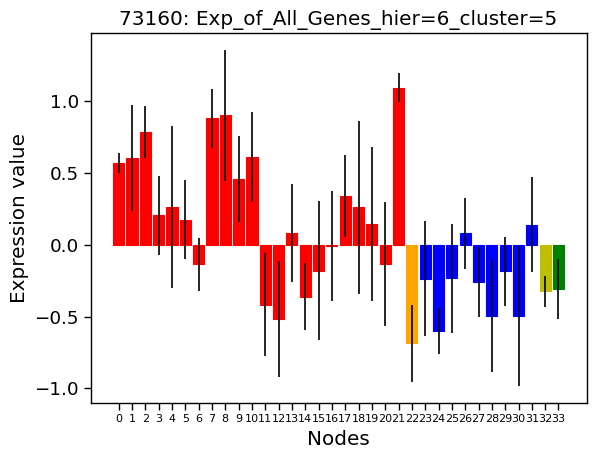 73160: Exp_of_All_Genes_hier=6_cluster=5
Expression value
1.0
0.5
0.0
−0.5
−1.0
0 1 2 3 4 5 6 7 8 9 10 11 12 13 14 15 16 17 18 19 20 21 22 23 24 25 26 27 28 29 30 31 32 33
Nodes